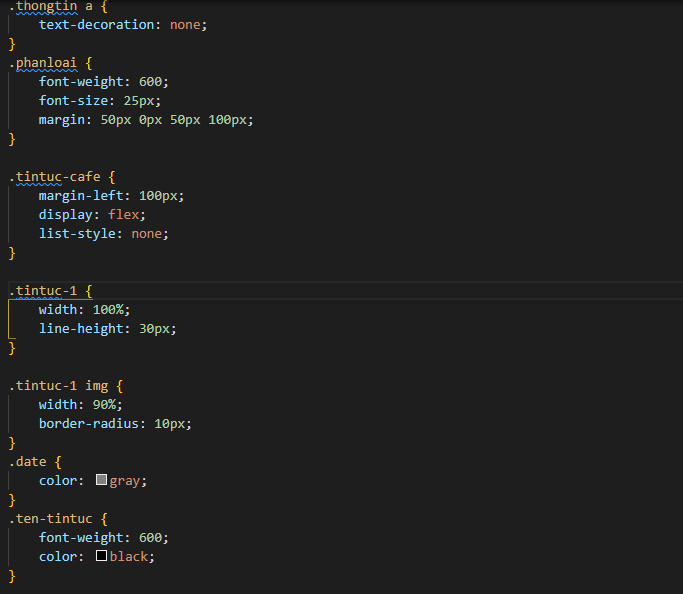 .thongtin a {
    text-decoration: none;
}
.phanloai {
    font-weight: 600;
    font-size: 25px;
    margin: 50px 0px 50px 100px;
}

.tintuc-cafe {
    margin-left: 100px;
    display: flex;
    list-style: none;
}

.tintuc-1 {
    width: 100%;
    line-height: 30px;
}

.tintuc-1 img {
    width: 90%;
    border-radius: 10px;
}
.date {
    color: gray;
}
.ten-tintuc {
    font-weight: 600;
    color: black;
}